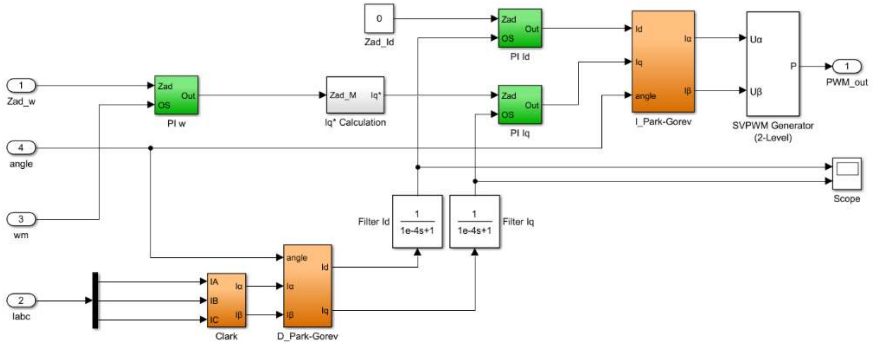 0
Zad_Id
Zad
OS
Out
PI Id
Id
Iq
angle
Iα
Iβ
I_Park-Gorev
Uα
Uβ
P
SVPWM Generator
(2-Level)
1
PWM_out
1
Zad_w
Zad
OS
Out
PI w
Zad_M
Iq*
Iq* Calculation
Zad
OS
Out
PI Iq
4
angle
Scope
3
wm
Filter Id
1
1e-4s+1
1
1e-4s+1
Filter Iq
2
Iabc
IA
IB
IC
Iα
Iβ
Clark
angle
Iα
Iβ
Id
Iq
D_Park-Gorev